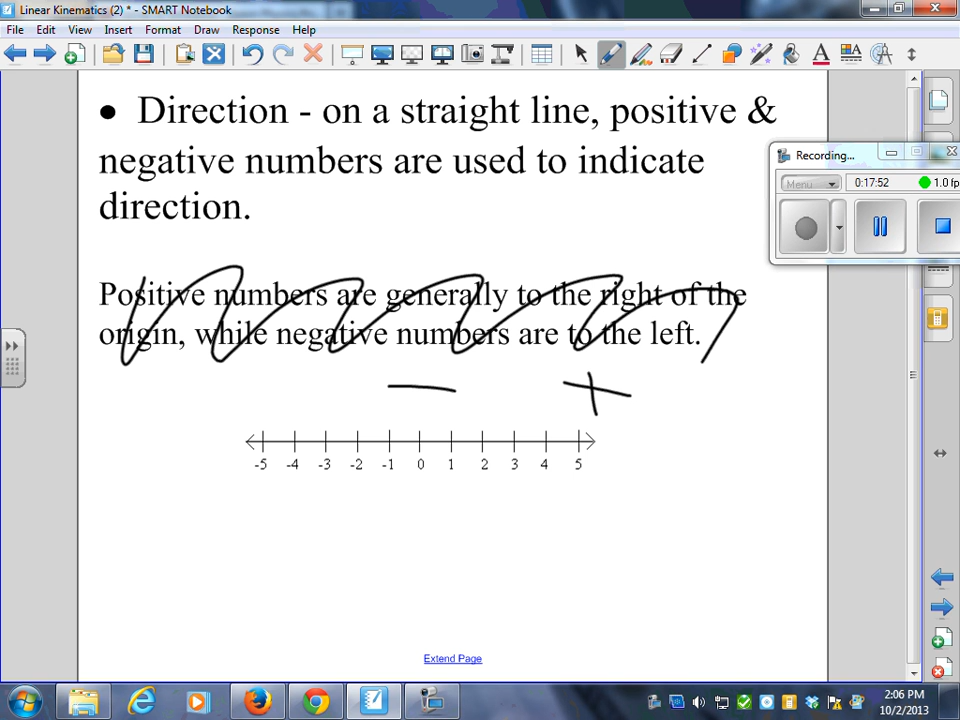 Linear Kinematics (2) * - SMART Notebook
File Edit View Insert Format Draw Response Help
• Direction - on a straight line, positive &
negative numbers are used to indicate
direction.
Recording...
Menu 0:17:52 1.0 fp
Positive numbers are generally to the right of the
origin, while negative numbers are to the left.
− +
-5 -4 -3 -2 -1 0 1 2 3 4 5
Extend Page
2:06 PM
10/2/2013